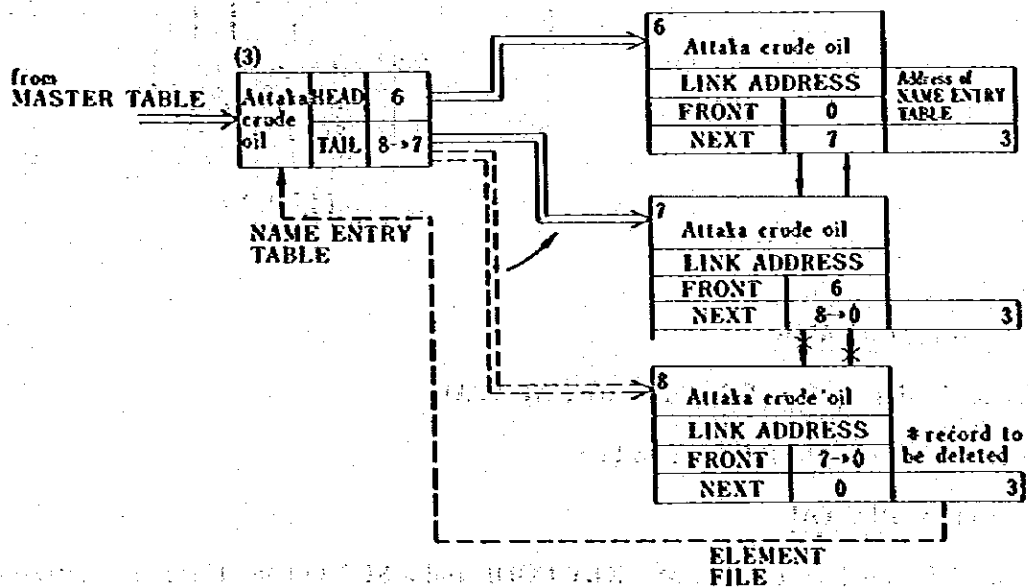 from
MASTER TABLE
(3)
Attaka crude oil
HEAD 6
TAIL 8→7
NAME ENTRY
TABLE
6
Attaka crude oil
LINK ADDRESS
FRONT 0
NEXT 7
Address of
NAME ENTRY
TABLE
3
7
Attaka crude oil
LINK ADDRESS
FRONT 6
NEXT 8→0
3
8
Attaka crude oil
LINK ADDRESS
FRONT 7→0
NEXT 0
* record to
be deleted
3
ELEMENT
FILE